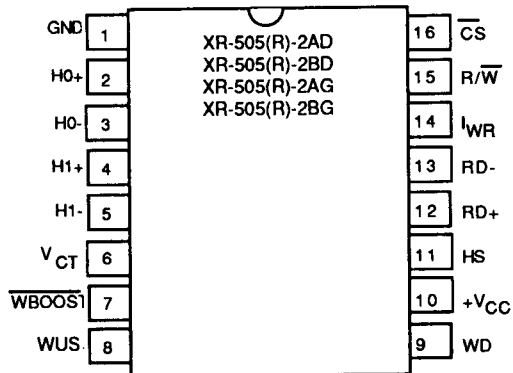 XR-505(R)-2AD
XR-505(R)-2BD
XR-505(R)-2AG
XR-505(R)-2BG
GND 1
H0+ 2
H0- 3
H1+ 4
H1- 5
VCT 6
W̅B̅O̅O̅S̅T̅ 7
WUS 8
16 C̅S̅
15 R/W̅
14 IWR
13 RD-
12 RD+
11 HS
10 +VCC
9 WD